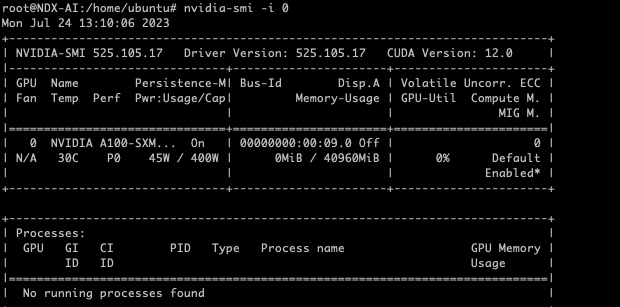 root@NDX-AI:/home/ubuntu# nvidia-smi -i 0
Mon Jul 24 13:10:06 2023
+-----------------------------------------------------------------------------+
| NVIDIA-SMI 525.105.17   Driver Version: 525.105.17   CUDA Version: 12.0     |
|-------------------------------+----------------------+----------------------+
| GPU  Name        Persistence-M| Bus-Id        Disp.A | Volatile Uncorr. ECC |
| Fan  Temp  Perf  Pwr:Usage/Cap|         Memory-Usage | GPU-Util  Compute M. |
|                               |                      |               MIG M. |
|===============================+======================+======================|
|   0  NVIDIA A100-SXM...  On   | 00000000:00:09.0 Off |                    0 |
| N/A   30C    P0    45W / 400W |      0MiB / 40960MiB |      0%      Default |
|                               |                      |             Enabled* |
+-------------------------------+----------------------+----------------------+

+-----------------------------------------------------------------------------+
| Processes:                                                                  |
|  GPU   GI   CI        PID   Type   Process name                  GPU Memory |
|        ID   ID                                                   Usage      |
|=============================================================================|
|  No running processes found                                                 |